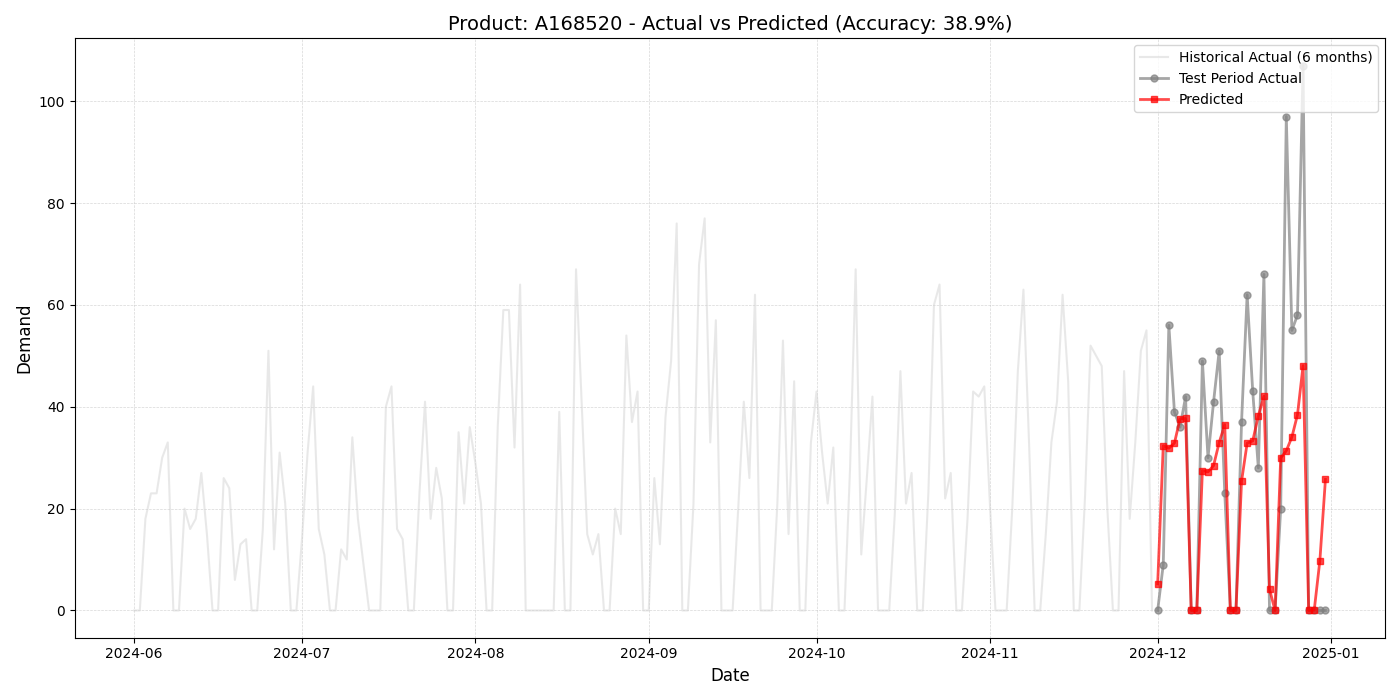 Product: A168520 - Actual vs Predicted (Accuracy: 38.9%)
Historical Actual (6 months)
Test Period Actual
Predicted
Demand
100
80
60
40
20
0
2024-06
2024-07
2024-08
2024-09
2024-10
2024-11
2024-12
2025-01
Date